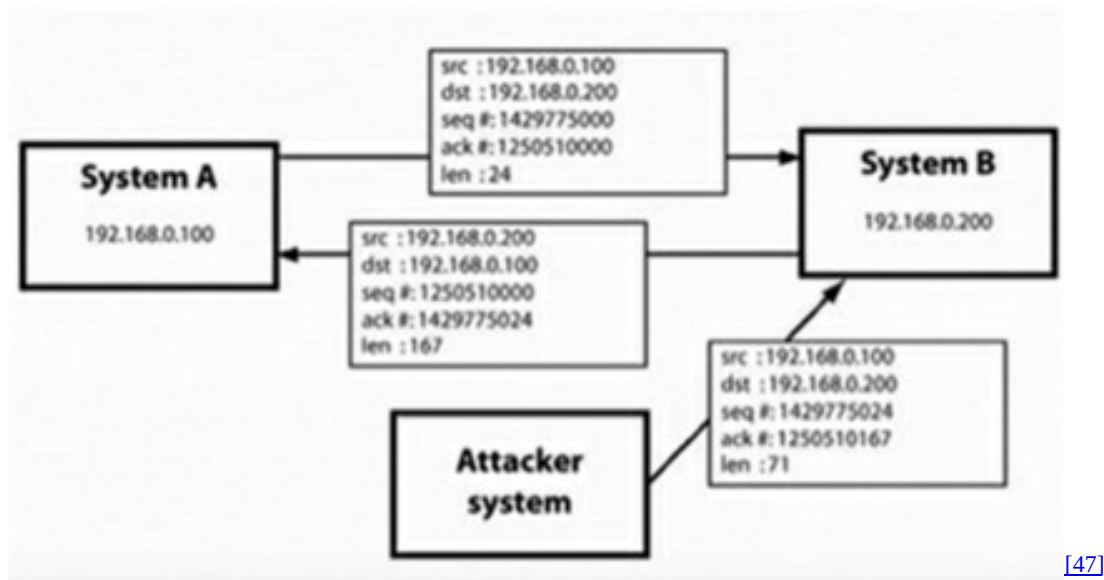 src :192.168.0.100
dst :192.168.0.200
seq #:1429775000
ack #:1250510000
len :24
System A
192.168.0.100
System B
192.168.0.200
src :192.168.0.200
dst :192.168.0.100
seq #:1250510000
ack #:1429775024
len :167
src :192.168.0.100
dst :192.168.0.200
seq #:1429775024
ack #:1250510167
len :71
Attacker
system
[47]